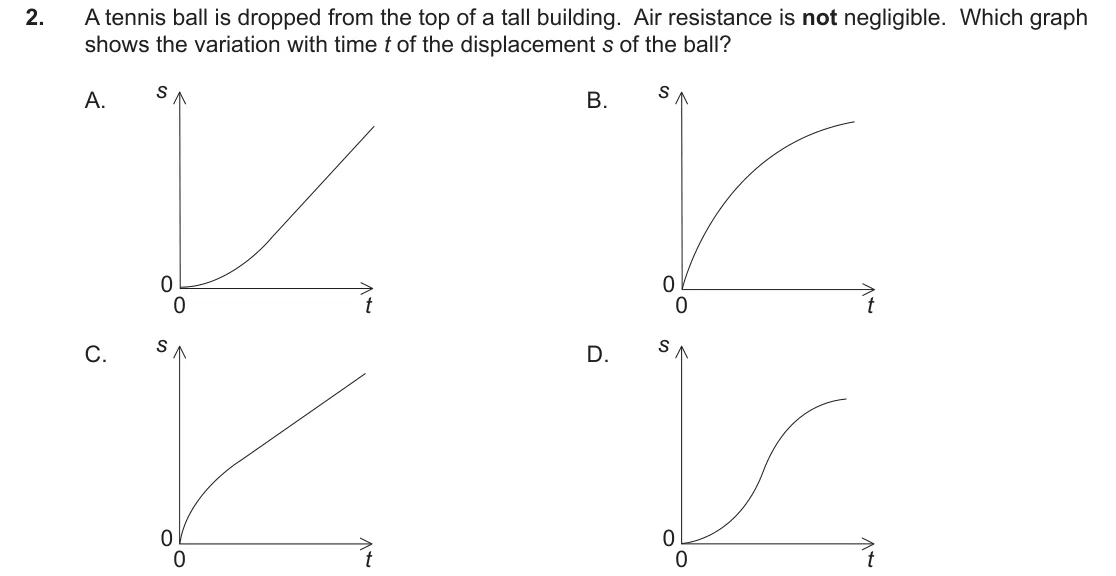 2. A tennis ball is dropped from the top of a tall building. Air resistance is not negligible. Which graph
shows the variation with time t of the displacement s of the ball?
A. s
0
0 t
B. s
0
0 t
C. s
0
0 t
D. s
0
0 t